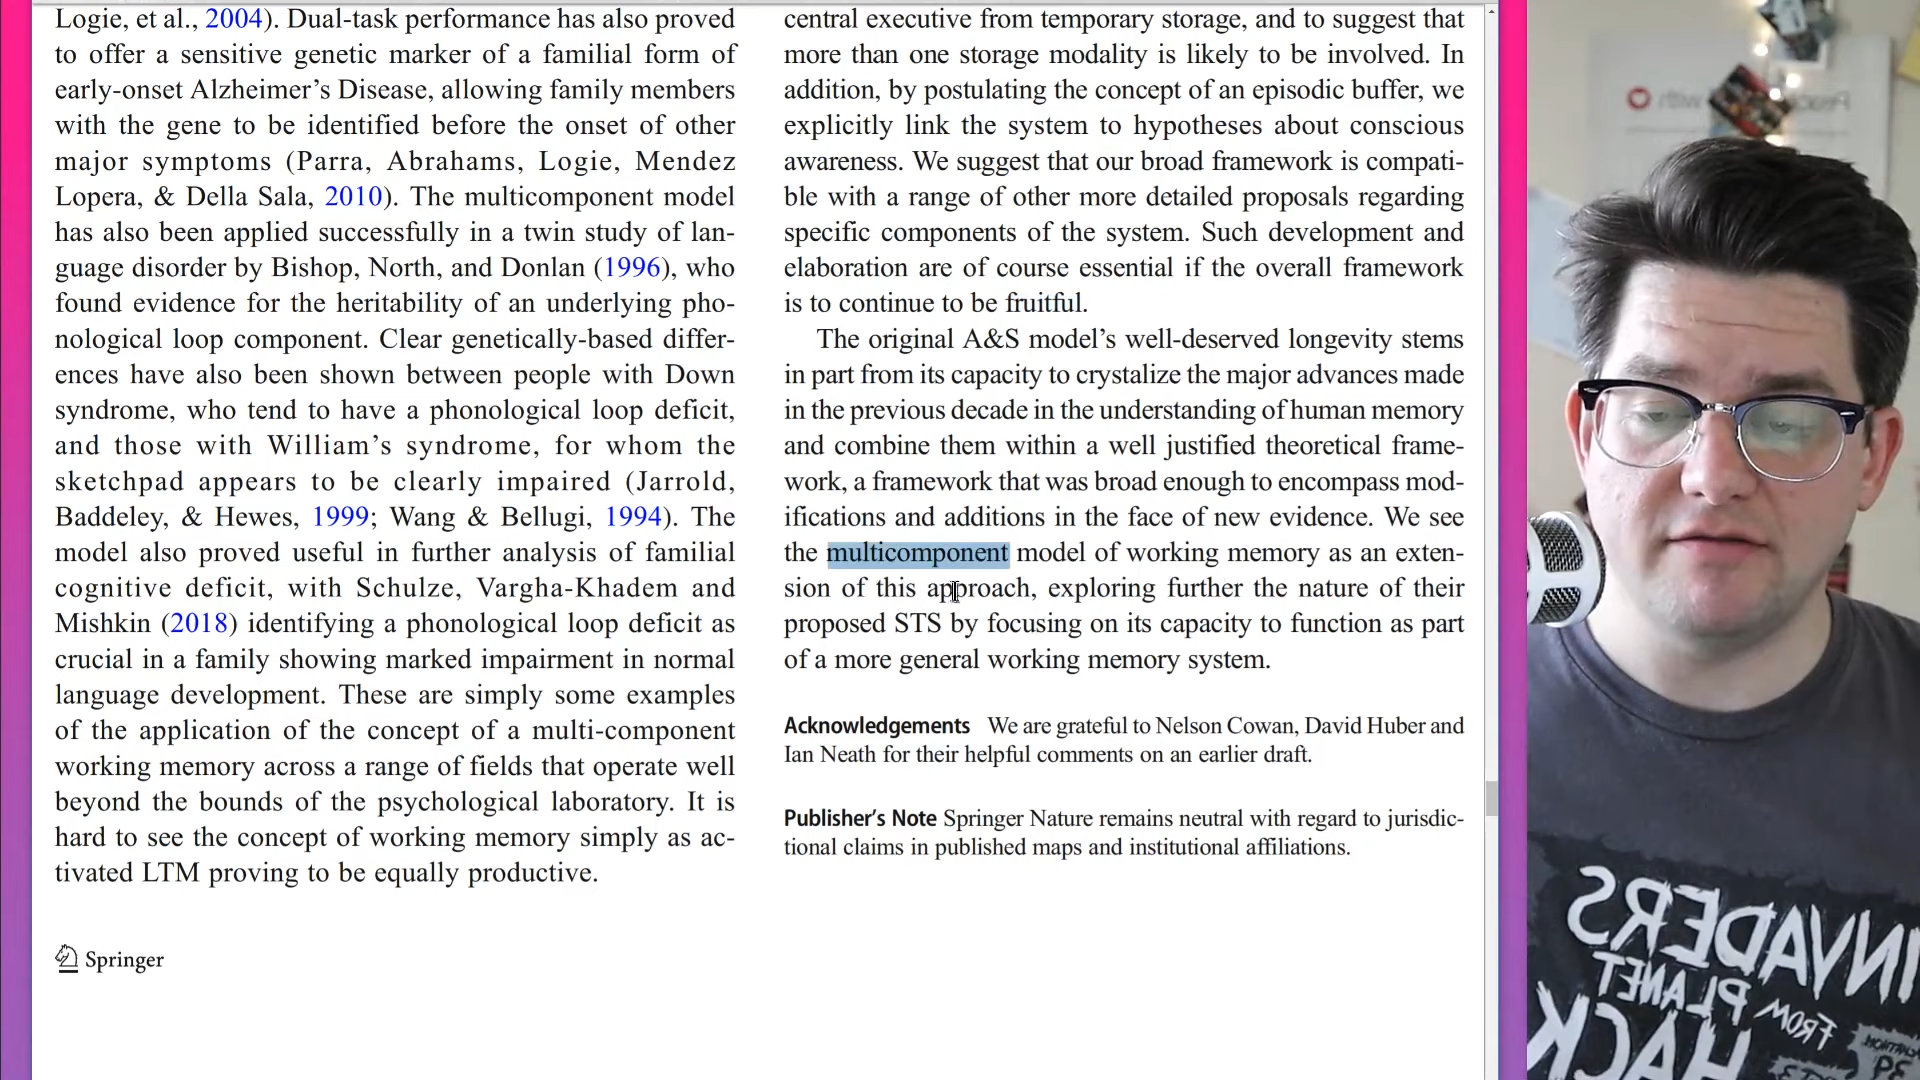 Logie, et al., 2004). Dual-task performance has also proved
to offer a sensitive genetic marker of a familial form of
early-onset Alzheimer's Disease, allowing family members
with the gene to be identified before the onset of other
major symptoms (Parra, Abrahams, Logie, Mendez
Lopera, & Della Sala, 2010). The multicomponent model
has also been applied successfully in a twin study of lan-
guage disorder by Bishop, North, and Donlan (1996), who
found evidence for the heritability of an underlying pho-
nological loop component. Clear genetically-based differ-
ences have also been shown between people with Down
syndrome, who tend to have a phonological loop deficit,
and those with William's syndrome, for whom the
sketchpad appears to be clearly impaired (Jarrold,
Baddeley, & Hewes, 1999; Wang & Bellugi, 1994). The
model also proved useful in further analysis of familial
cognitive deficit, with Schulze, Vargha-Khadem and
Mishkin (2018) identifying a phonological loop deficit as
crucial in a family showing marked impairment in normal
language development. These are simply some examples
of the application of the concept of a multi-component
working memory across a range of fields that operate well
beyond the bounds of the psychological laboratory. It is
hard to see the concept of working memory simply as ac-
tivated LTM proving to be equally productive.
Springer
central executive from temporary storage, and to suggest that
more than one storage modality is likely to be involved. In
addition, by postulating the concept of an episodic buffer, we
explicitly link the system to hypotheses about conscious
awareness. We suggest that our broad framework is compati-
ble with a range of other more detailed proposals regarding
specific components of the system. Such development and
elaboration are of course essential if the overall framework
is to continue to be fruitful.
The original A&S model's well-deserved longevity stems
in part from its capacity to crystalize the major advances made
in the previous decade in the understanding of human memory
and combine them within a well justified theoretical frame-
work, a framework that was broad enough to encompass mod-
ifications and additions in the face of new evidence. We see
the multicomponent model of working memory as an exten-
sion of this approach, exploring further the nature of their
proposed STS by focusing on its capacity to function as part
of a more general working memory system.
Acknowledgements We are grateful to Nelson Cowan, David Huber and
Ian Neath for their helpful comments on an earlier draft.
Publisher's Note Springer Nature remains neutral with regard to jurisdic-
tional claims in published maps and institutional affiliations.
INVADERS
FROM PLANET
HACK